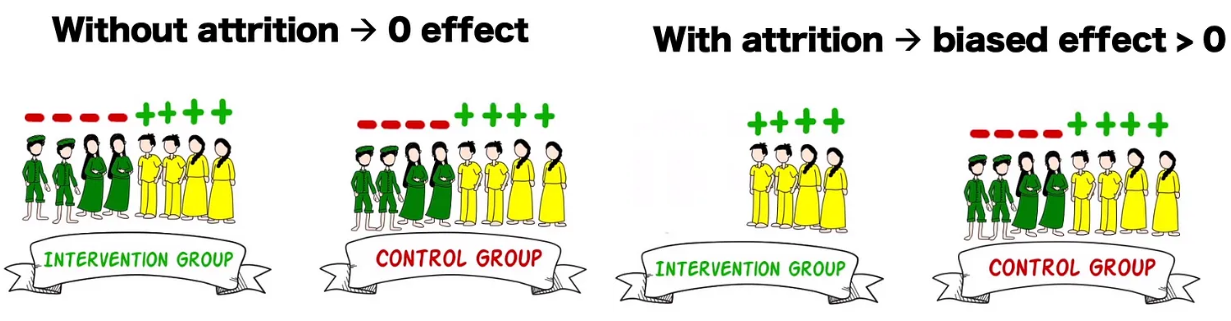 Without attrition → 0 effect
With attrition → biased effect > 0
− − − − + + + +
− − − − + + + +
+ + + +
− − − − + + + +
INTERVENTION GROUP
CONTROL GROUP
INTERVENTION GROUP
CONTROL GROUP